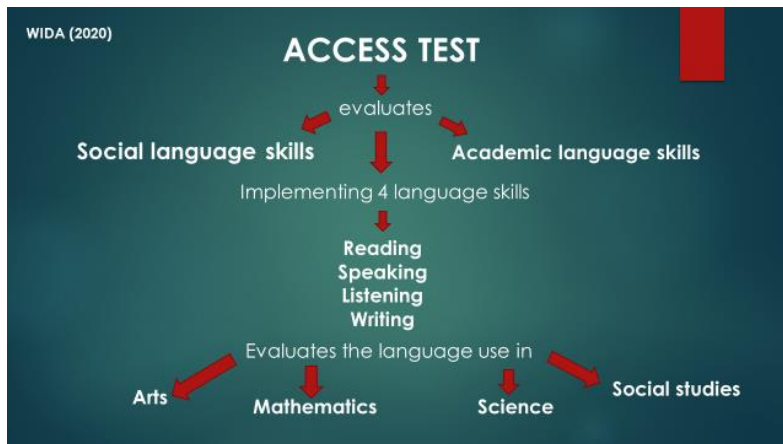 WIDA (2020)
ACCESS TEST
evaluates
Social language skills
Academic language skills
Implementing 4 language skills
Reading
Speaking
Listening
Writing
Evaluates the language use in
Arts
Mathematics
Science
Social studies